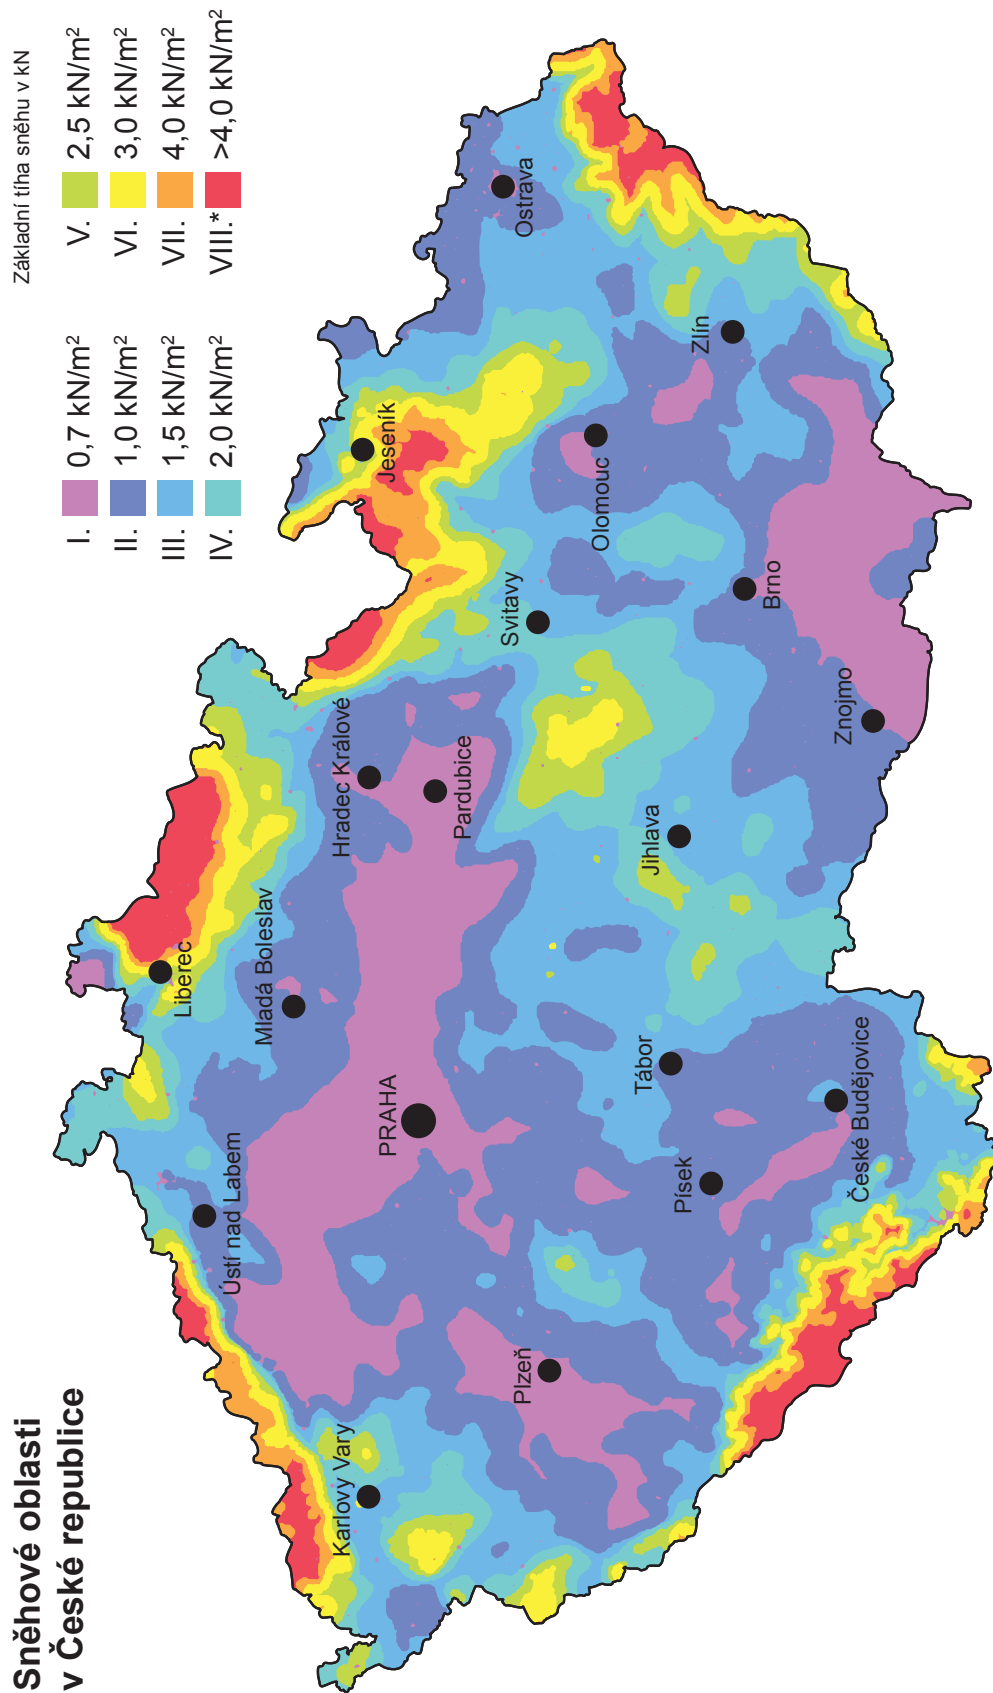 Sněhové oblasti
v České republice
Základní tíha sněhu v kN
I. 0,7 kN/m²
II. 1,0 kN/m²
III. 1,5 kN/m²
IV. 2,0 kN/m²
V. 2,5 kN/m²
VI. 3,0 kN/m²
VII. 4,0 kN/m²
VIII.* >4,0 kN/m²
Liberec
Ústí nad Labem
Mladá Boleslav
Jeseník
Karlovy Vary
Hradec Králové
PRAHA
Pardubice
Ostrava
Svitavy
Plzeň
Olomouc
Tábor
Jihlava
Písek
Zlín
Brno
České Budějovice
Znojmo